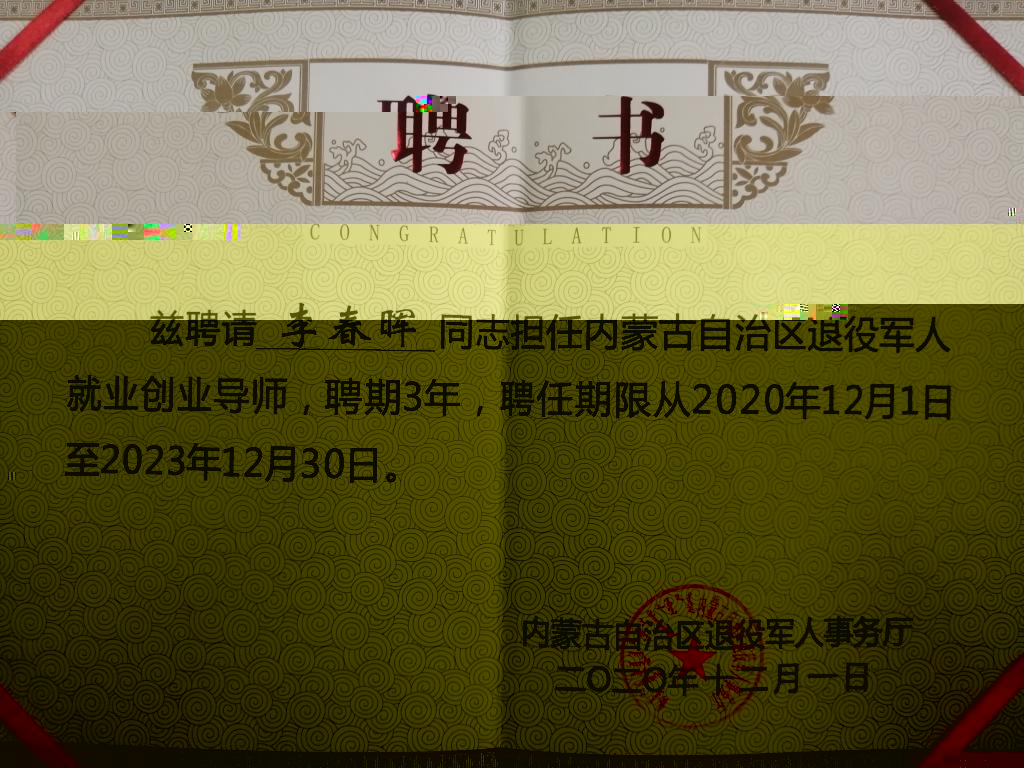 聘书
CONGRATULATION
兹聘请 李春晖 同志担任内蒙古自治区退役军人
就业创业导师，聘期3年，聘任期限从2020年12月1日
至2023年12月30日。
内蒙古自治区退役军人事务厅
二〇二〇年十二月一日